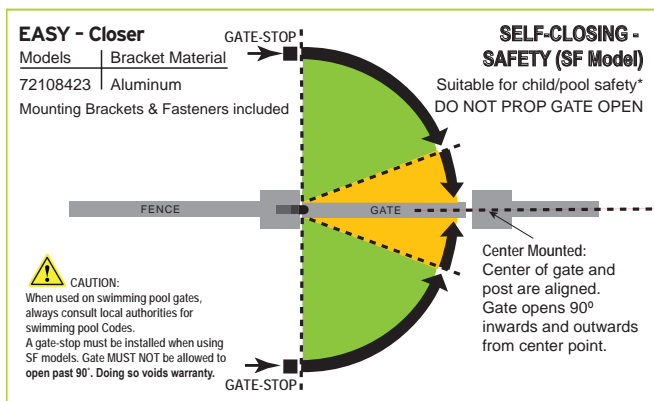 EASY - Closer
Models | Bracket Material
72108423 | Aluminum
Mounting Brackets & Fasteners included
GATE-STOP
SELF-CLOSING -
SAFETY (SF Model)
Suitable for child/pool safety*
DO NOT PROP GATE OPEN
FENCE
GATE
Center Mounted:
Center of gate and
post are aligned.
Gate opens 90º
inwards and outwards
from center point.
CAUTION:
When used on swimming pool gates,
always consult local authorities for
swimming pool Codes.
A gate-stop must be installed when using
SF models. Gate MUST NOT be allowed to
open past 90˚. Doing so voids warranty.
GATE-STOP